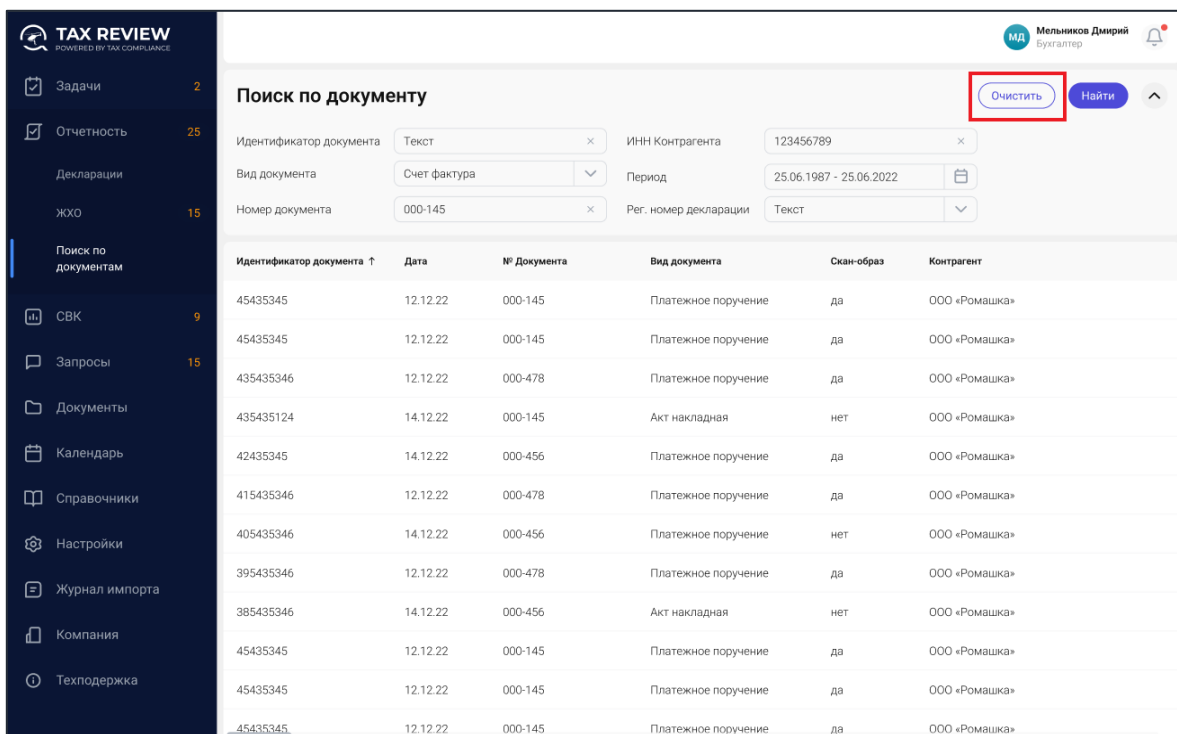 TAX REVIEW
POWERED BY TAX COMPLIANCE
МД
Мельников Дмирий
Бухгалтер
Задачи 2
Отчетность 25
Декларации
ЖХО 15
Поиск по
документам
СВК 9
Запросы 15
Документы
Календарь
Справочники
Настройки
Журнал импорта
Компания
Техподержка
Поиск по документу
Очистить
Найти
Идентификатор документа Текст
ИНН Контрагента 123456789
Вид документа Счет фактура
Период 25.06.1987 - 25.06.2022
Номер документа 000-145
Рег. номер декларации Текст
Идентификатор документа ↑ Дата № Документа Вид документа Скан-образ Контрагент
45435345 12.12.22 000-145 Платежное поручение да ООО «Ромашка»
45435345 12.12.22 000-145 Платежное поручение да ООО «Ромашка»
435435346 12.12.22 000-478 Платежное поручение да ООО «Ромашка»
435435124 14.12.22 000-145 Акт накладная нет ООО «Ромашка»
42435345 14.12.22 000-456 Платежное поручение да ООО «Ромашка»
415435346 12.12.22 000-478 Платежное поручение да ООО «Ромашка»
405435346 14.12.22 000-456 Платежное поручение нет ООО «Ромашка»
395435346 12.12.22 000-478 Платежное поручение да ООО «Ромашка»
385435346 14.12.22 000-456 Акт накладная нет ООО «Ромашка»
45435345 12.12.22 000-145 Платежное поручение да ООО «Ромашка»
45435345 12.12.22 000-145 Платежное поручение да ООО «Ромашка»
45435345 12.12.22 000-145 Платежное поручение да ООО «Ромашка»